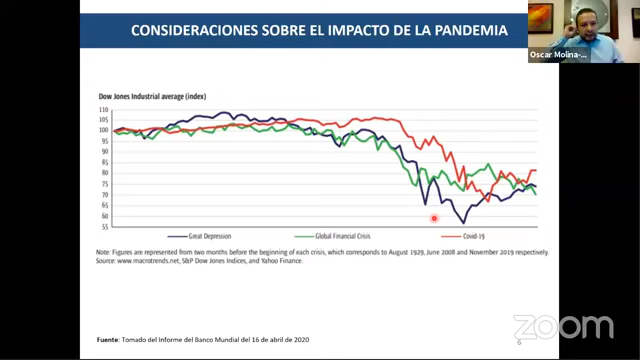 CONSIDERACIONES SOBRE EL IMPACTO DE LA PANDEMIA
Oscar Molina-...
Dow Jones Industrial average (index)
110
105
100
95
90
85
80
75
70
65
60
55
Great Depression
Global Financial Crisis
Covid-19
Note: Figures are represented from two months before the beginning of each crisis, which corresponds to August 1929, June 2008 and November 2019 respectively.
Source: www.macrotrends.net, S&P Dow Jones Indices, and Yahoo Finance.
Fuente: Tomado del Informe del Banco Mundial del 16 de abril de 2020
6
zoom